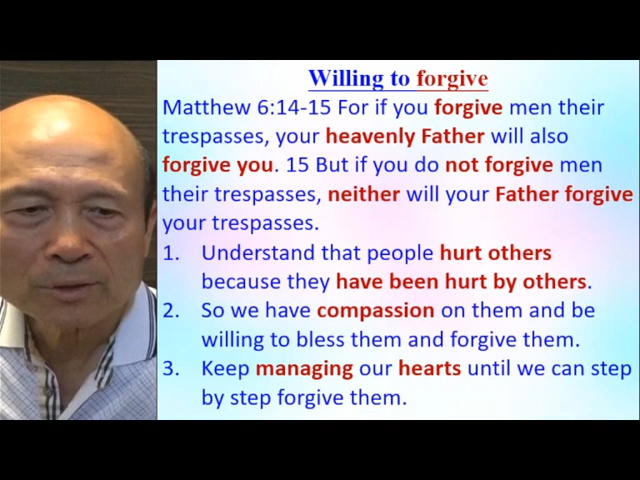 Willing to forgive
Matthew 6:14-15 For if you forgive men their
trespasses, your heavenly Father will also
forgive you. 15 But if you do not forgive men
their trespasses, neither will your Father forgive
your trespasses.
1. Understand that people hurt others
because they have been hurt by others.
2. So we have compassion on them and be
willing to bless them and forgive them.
3. Keep managing our hearts until we can step
by step forgive them.